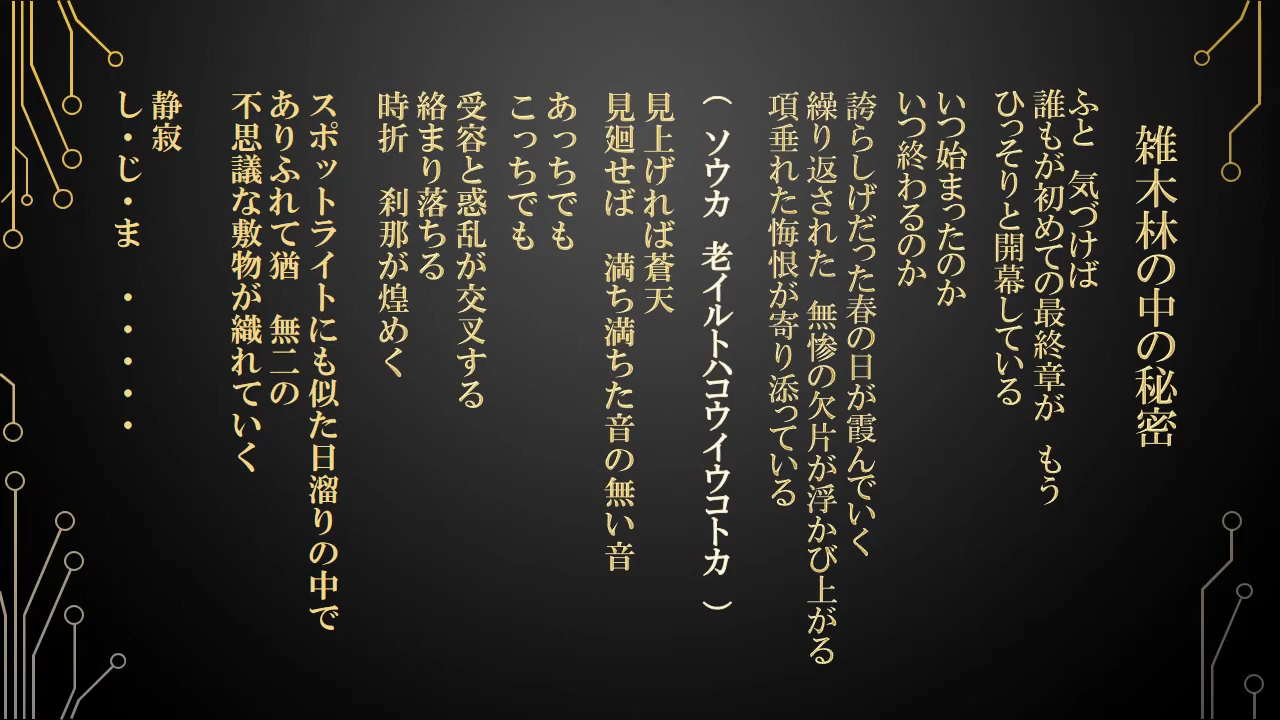 雑木林の中の秘密
ふと　気づけば
誰もが初めての最終章が　もう
ひっそりと開幕している
いつ始まったのか
いつ終わるのか
誇らしげだった春の日が霞んでいく
繰り返された　無惨の欠片が浮かび上がる
項垂れた悔恨が寄り添っている
（　ソウカ　老イルトハコウイウコトカ　）
見上げれば蒼天
見廻せば　満ち満ちた音の無い音
あっちでも
こっちでも
受容と惑乱が交叉する
絡まり落ちる
時折　刹那が煌めく
スポットライトにも似た日溜りの中で
ありふれて猶　無二の
不思議な敷物が織れていく
静寂
し・じ・ま　・・・・・